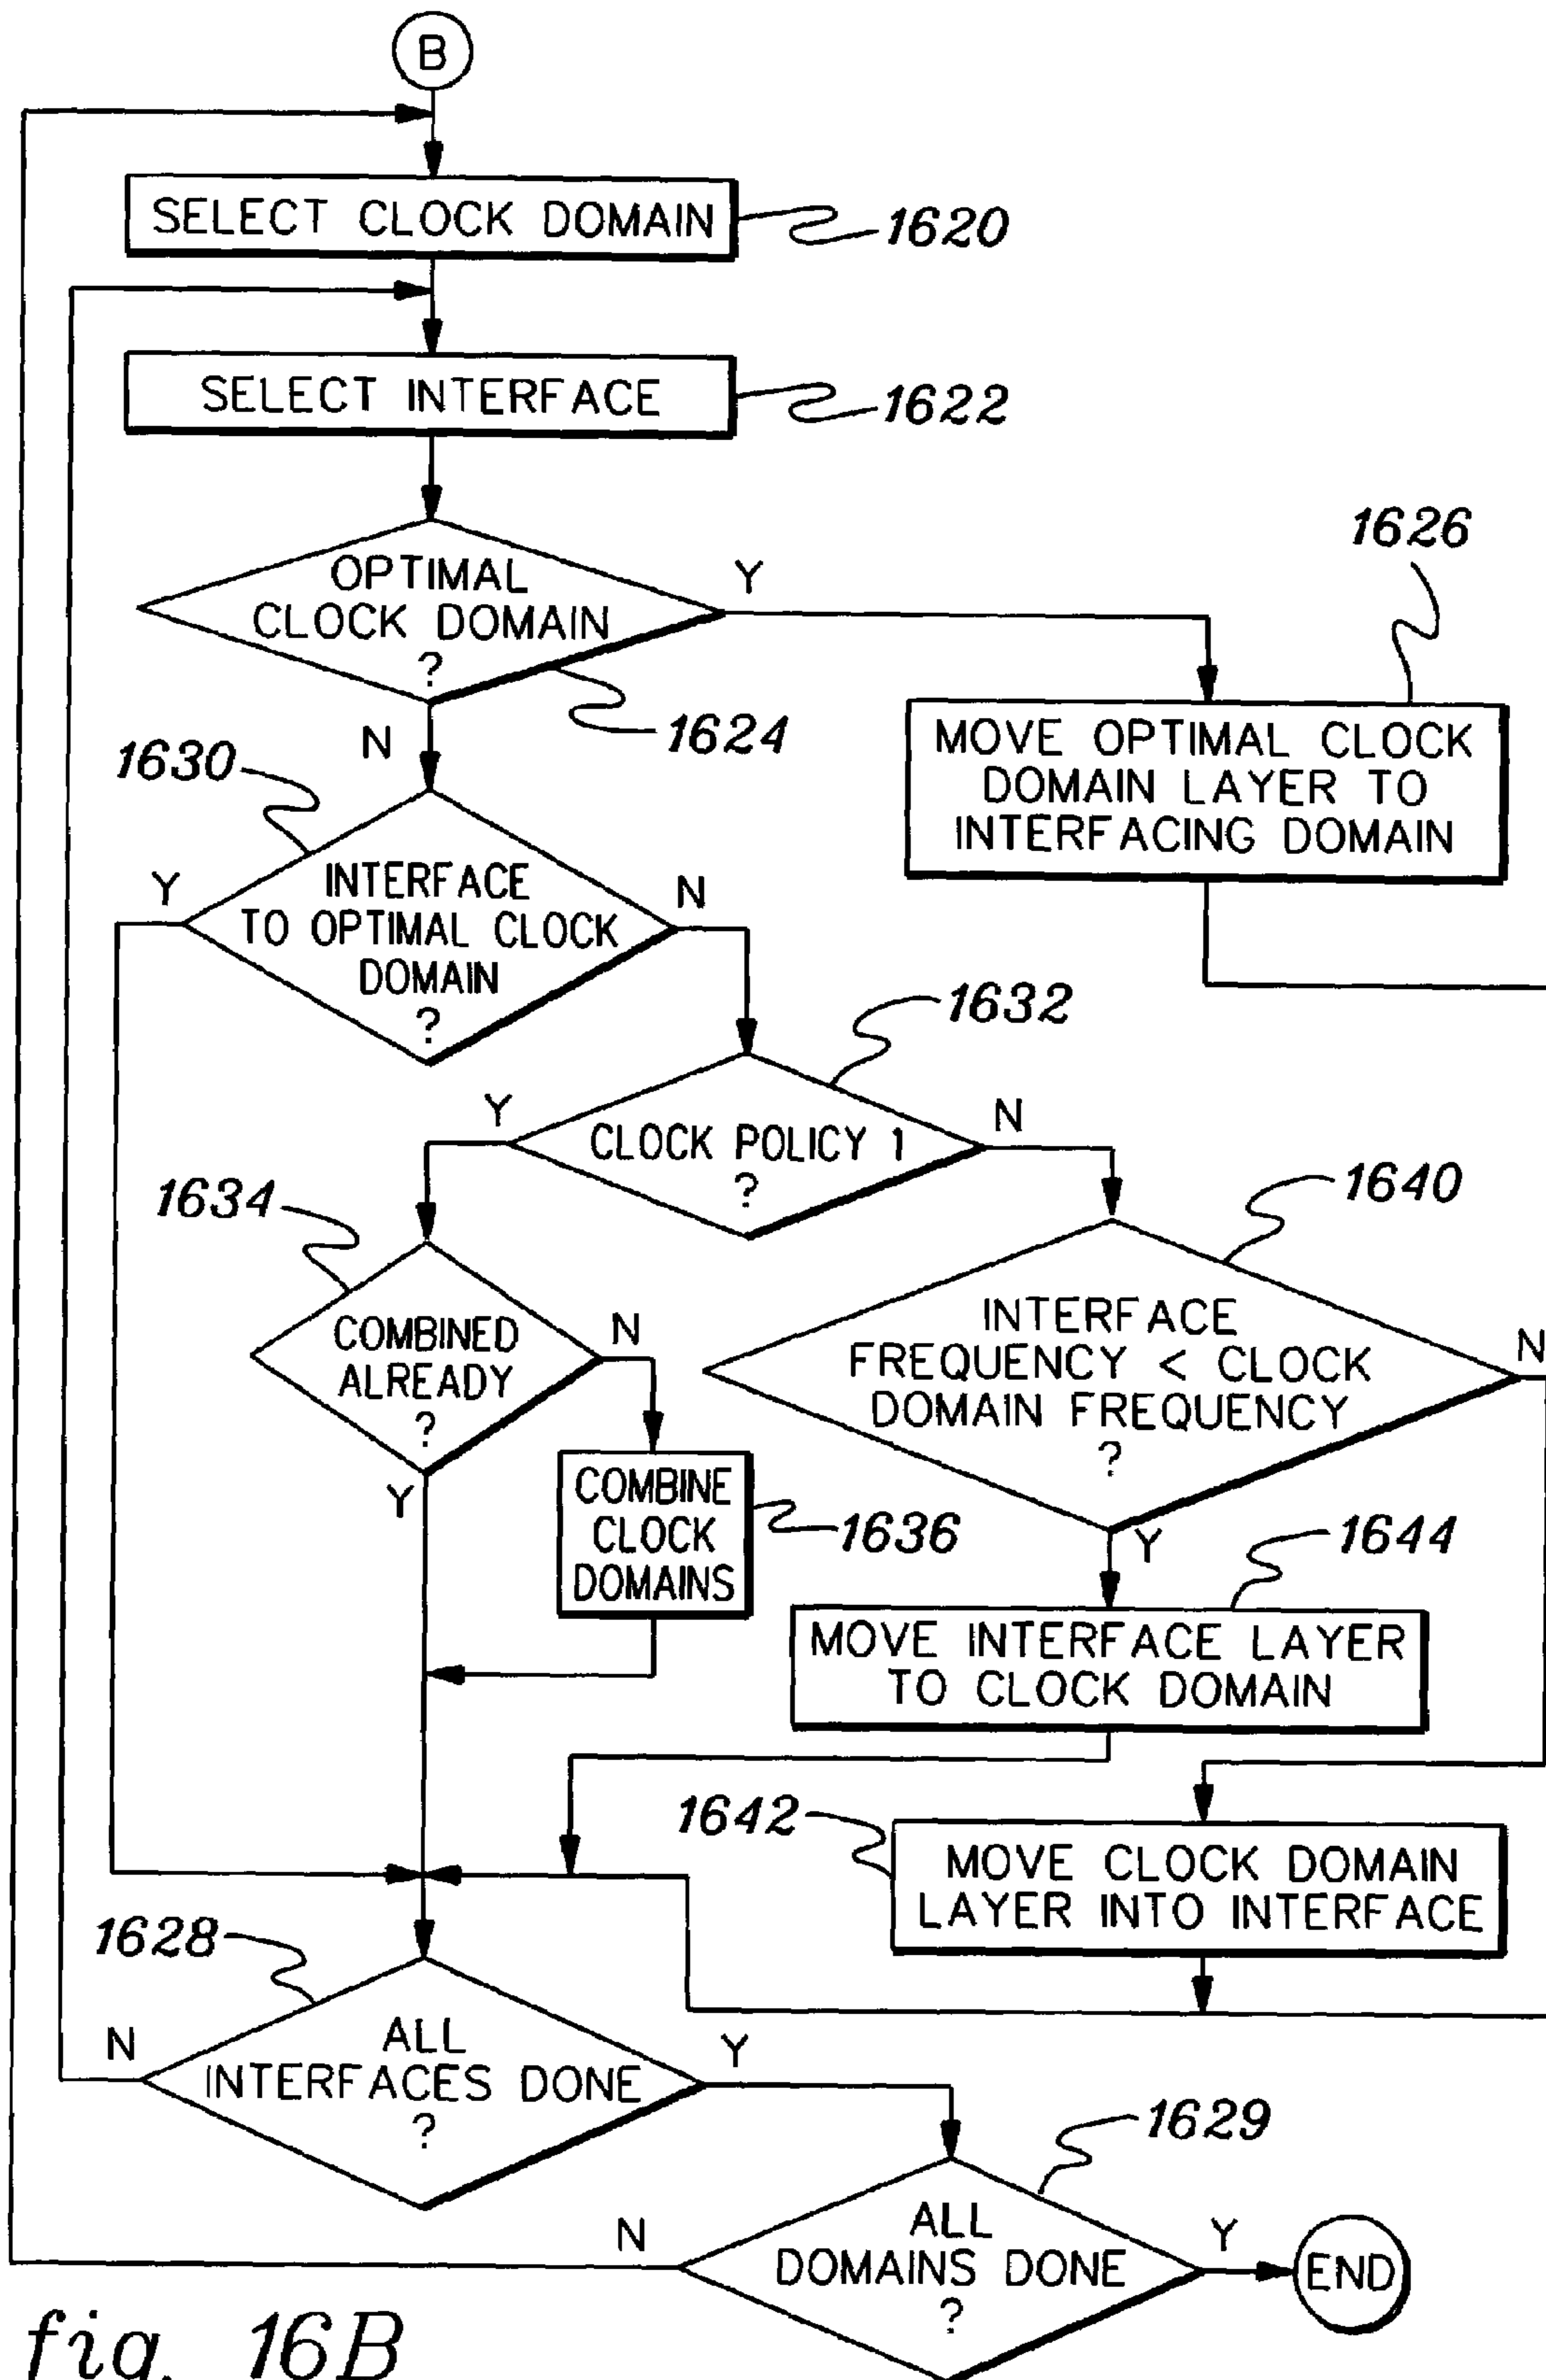 B
SELECT CLOCK DOMAIN
1620
SELECT INTERFACE
1622
OPTIMAL
CLOCK DOMAIN
?
Y
1626
1624
N
MOVE OPTIMAL CLOCK
DOMAIN LAYER TO
INTERFACING DOMAIN
1630
INTERFACE
TO OPTIMAL CLOCK
DOMAIN
?
Y
N
1632
CLOCK POLICY 1
?
Y
N
1634
1640
COMBINED
ALREADY
?
N
Y
INTERFACE
FREQUENCY < CLOCK
DOMAIN FREQUENCY
?
N
Y
COMBINE
CLOCK
DOMAINS
1636
1644
MOVE INTERFACE LAYER
TO CLOCK DOMAIN
1642
MOVE CLOCK DOMAIN
LAYER INTO INTERFACE
1628
ALL
INTERFACES DONE
?
N
Y
1629
ALL
DOMAINS DONE
?
N
Y
END
fig. 16B